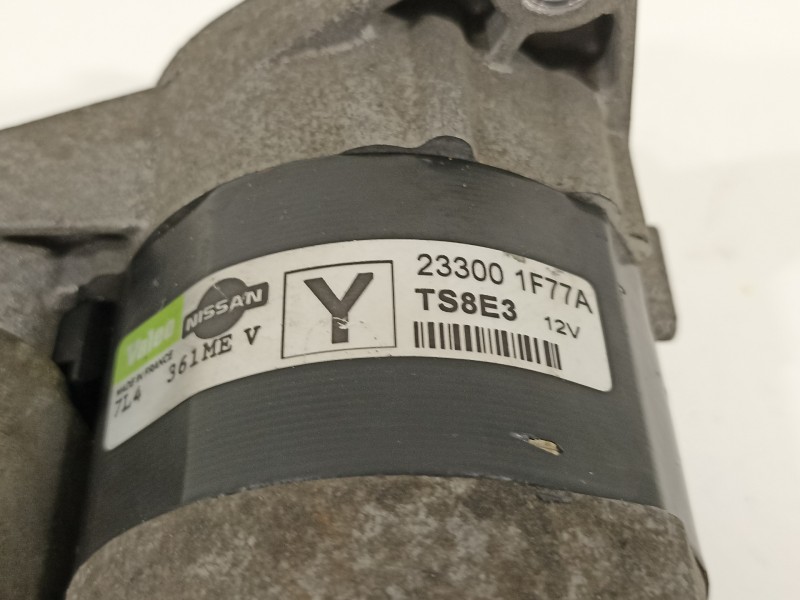 Valeo
NISSAN
MADE IN FRANCE
7L4 361ME V
Y
23300 1F77A
TS8E3 12V